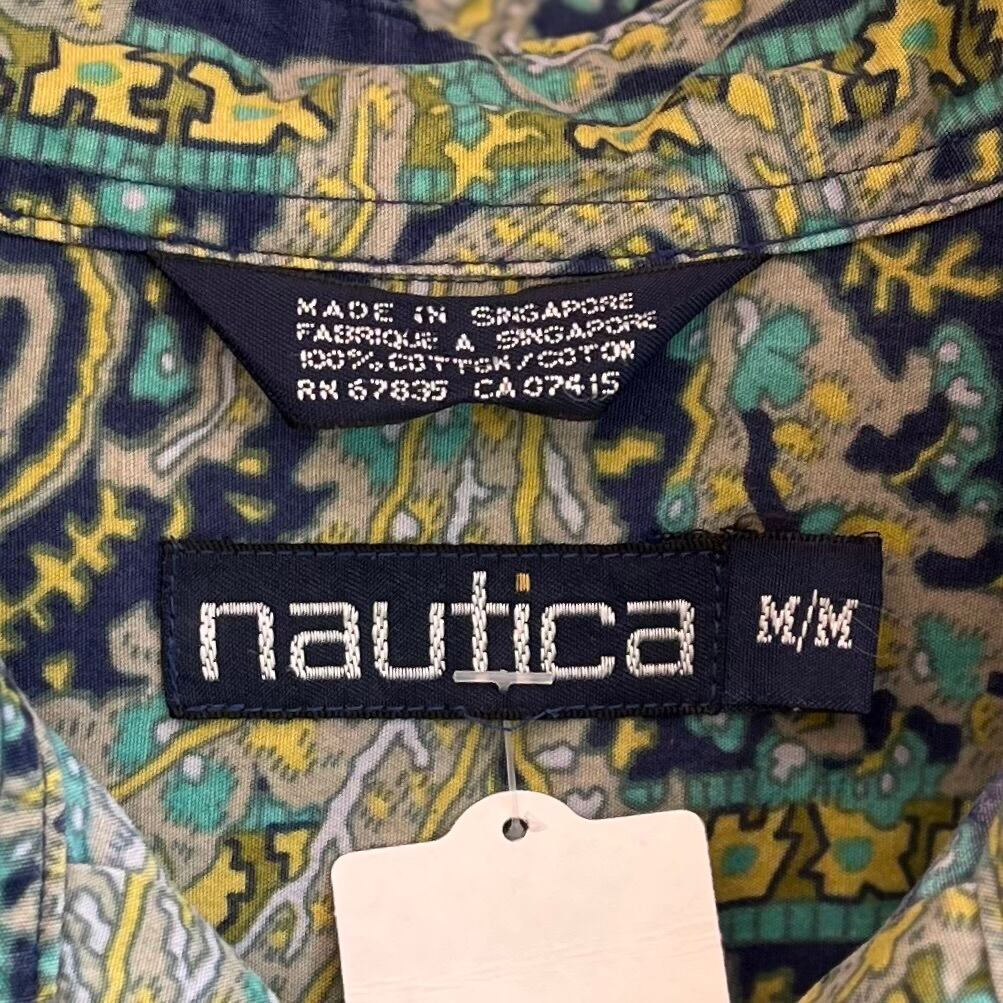 MADE IN SINGAPORE
FABRIQUE A SINGAPORE
100% COTTON/COTON
RN 67835 CA 07415
nautica
M/M